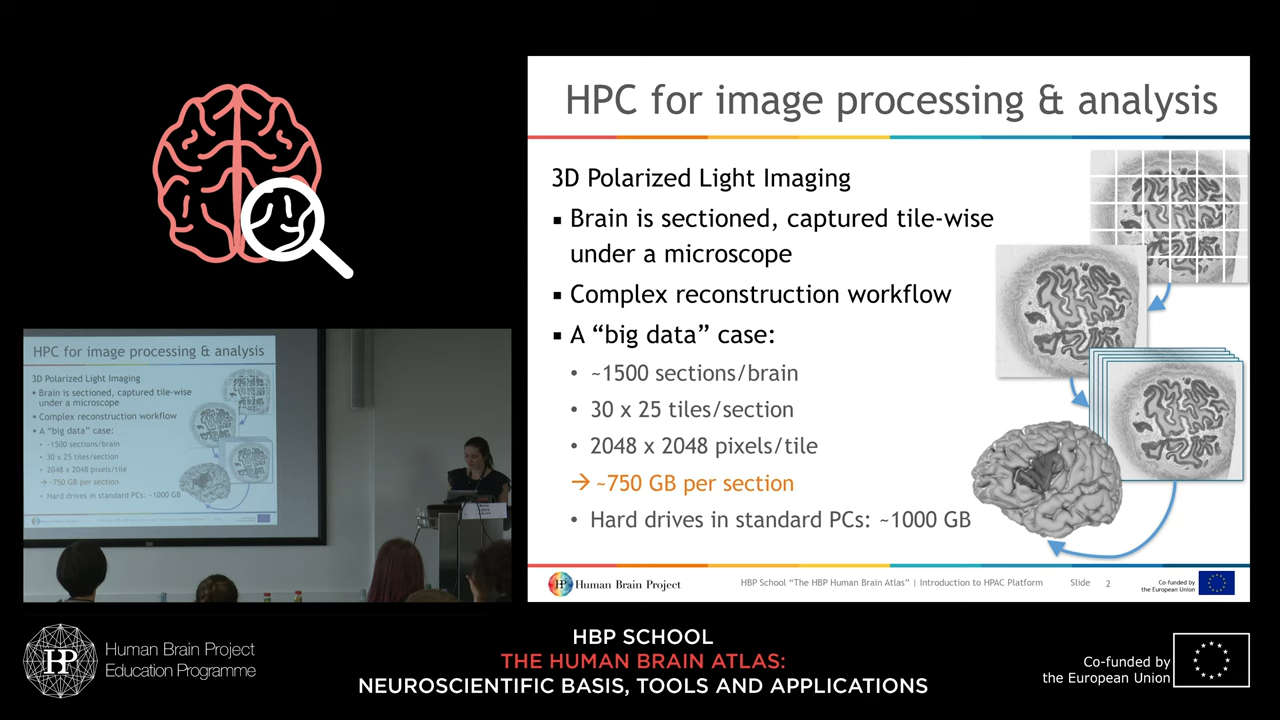 HPC for image processing & analysis
3D Polarized Light Imaging
▪ Brain is sectioned, captured tile-wise
under a microscope
▪ Complex reconstruction workflow
▪ A “big data” case:
• ~1500 sections/brain
• 30 x 25 tiles/section
• 2048 x 2048 pixels/tile
→ ~750 GB per section
• Hard drives in standard PCs: ~1000 GB
HBP Human Brain Project
HBP School “The HBP Human Brain Atlas” | Introduction to HPAC Platform
Slide 2
Co-funded by
the European Union
HPC for image processing & analysis
3D Polarized Light Imaging
▪ Brain is sectioned, captured tile-wise
under a microscope
▪ Complex reconstruction workflow
▪ A “big data” case:
• ~1500 sections/brain
• 30 x 25 tiles/section
• 2048 x 2048 pixels/tile
→ ~750 GB per section
• Hard drives in standard PCs: ~1000 GB
HBP
Human Brain Project
Education Programme
HBP SCHOOL
THE HUMAN BRAIN ATLAS:
NEUROSCIENTIFIC BASIS, TOOLS AND APPLICATIONS
Co-funded by
the European Union